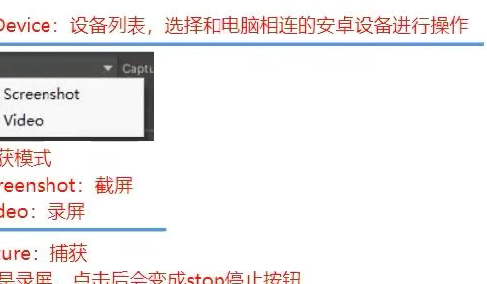 Device：设备列表，选择和电脑相连的安卓设备进行操作
Captu
Screenshot
Video
获模式
reenshot：截屏
deo：录屏
ture：捕获
是录屏，点击后会变成stop停止按钮